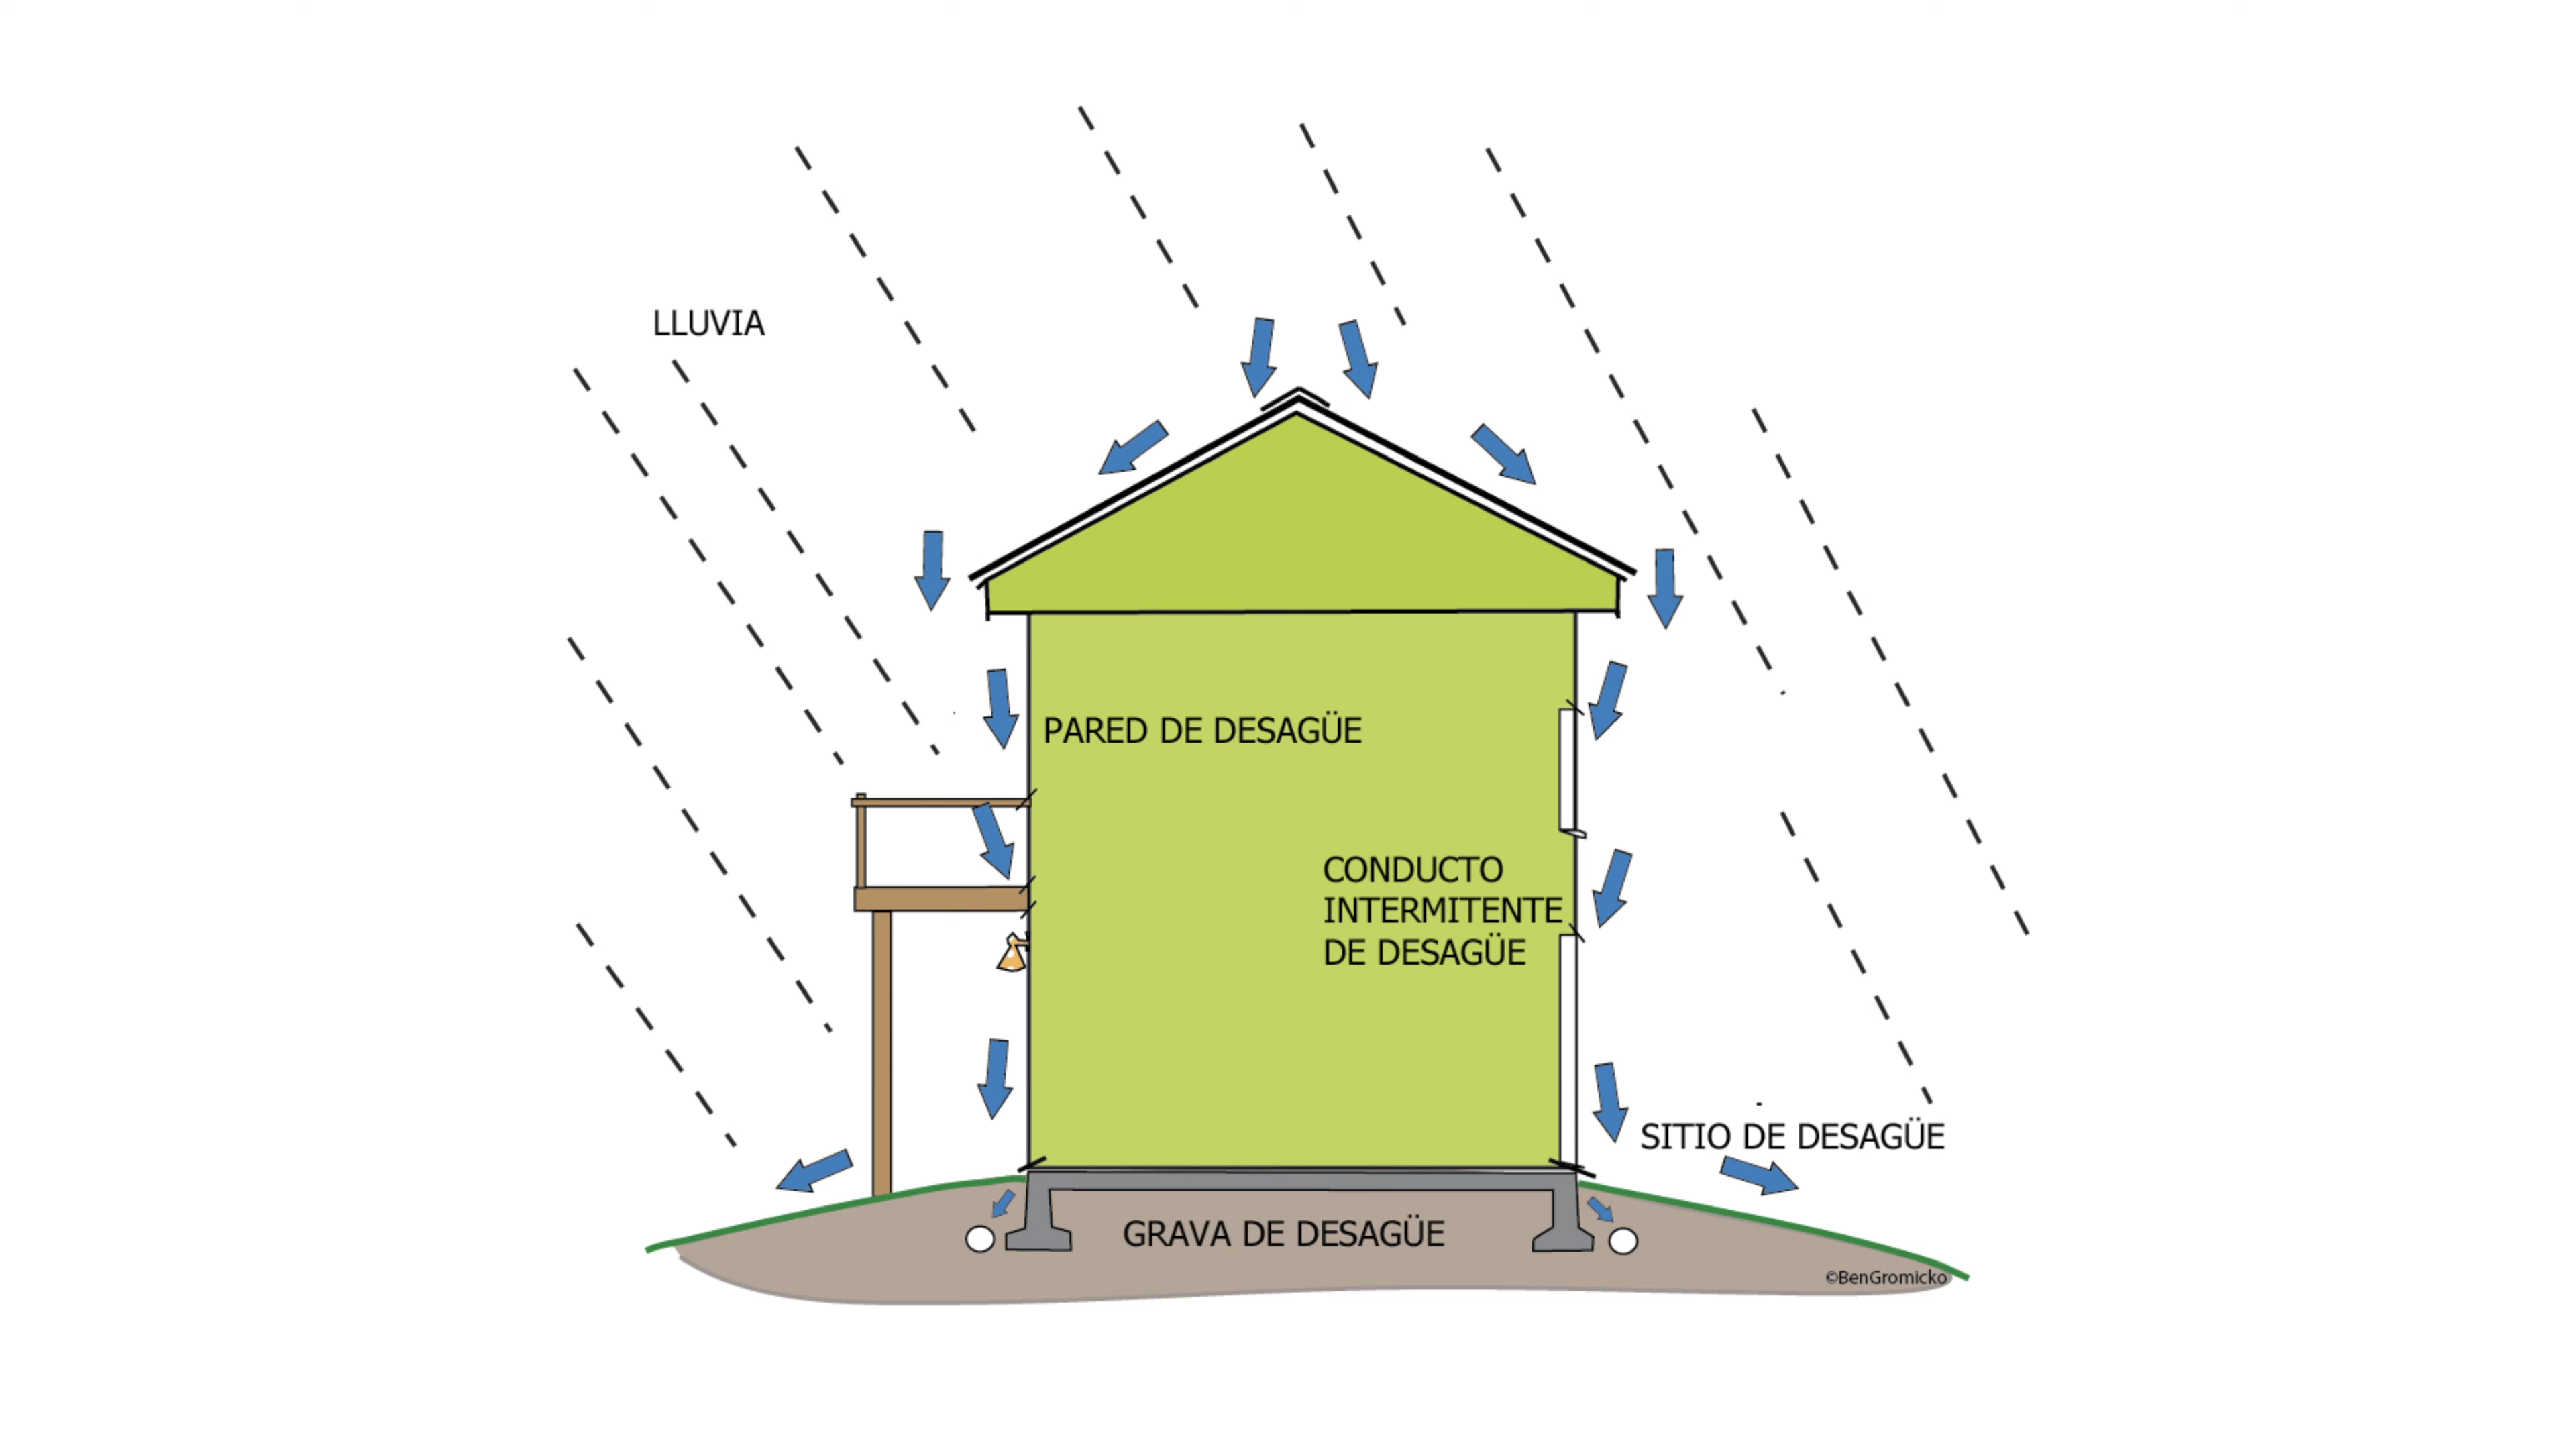 LLUVIA
PARED DE DESAGÜE
CONDUCTO
INTERMITENTE
DE DESAGÜE
SITIO DE DESAGÜE
GRAVA DE DESAGÜE
©BenGromicko